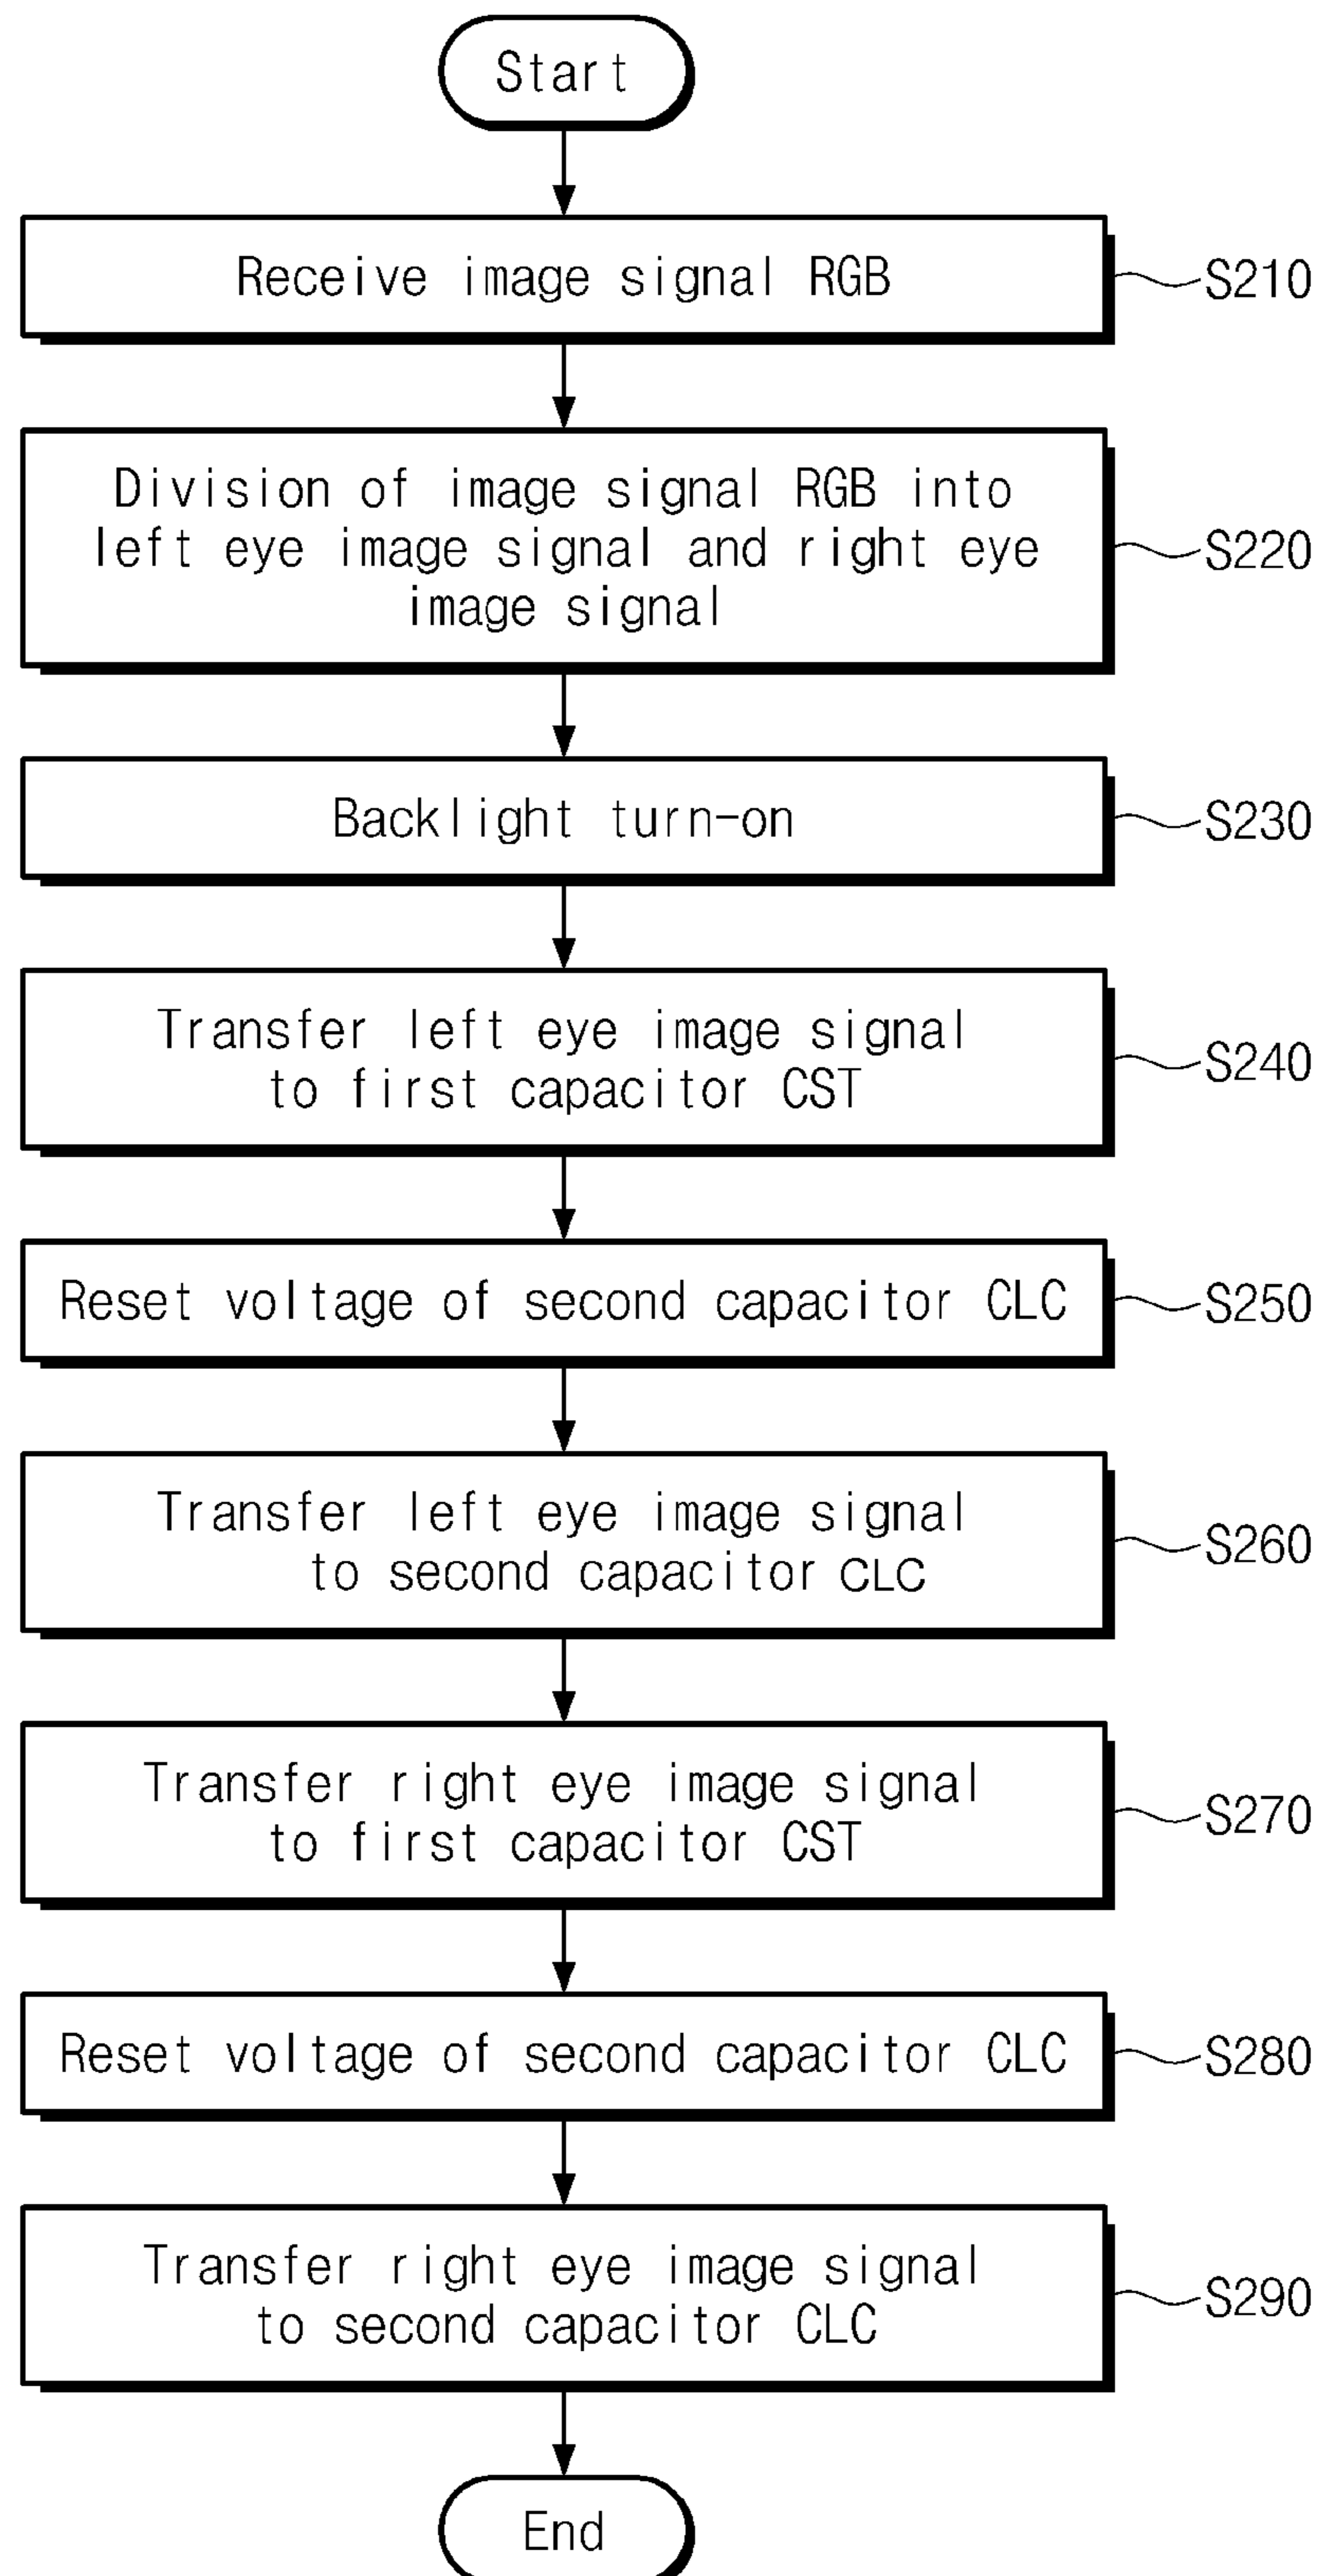 Start
Receive image signal RGB
S210
Division of image signal RGB into
left eye image signal and right eye
image signal
S220
Backlight turn-on
S230
Transfer left eye image signal
to first capacitor CST
S240
Reset voltage of second capacitor CLC
S250
Transfer left eye image signal
to second capacitor CLC
S260
Transfer right eye image signal
to first capacitor CST
S270
Reset voltage of second capacitor CLC
S280
Transfer right eye image signal
to second capacitor CLC
S290
End